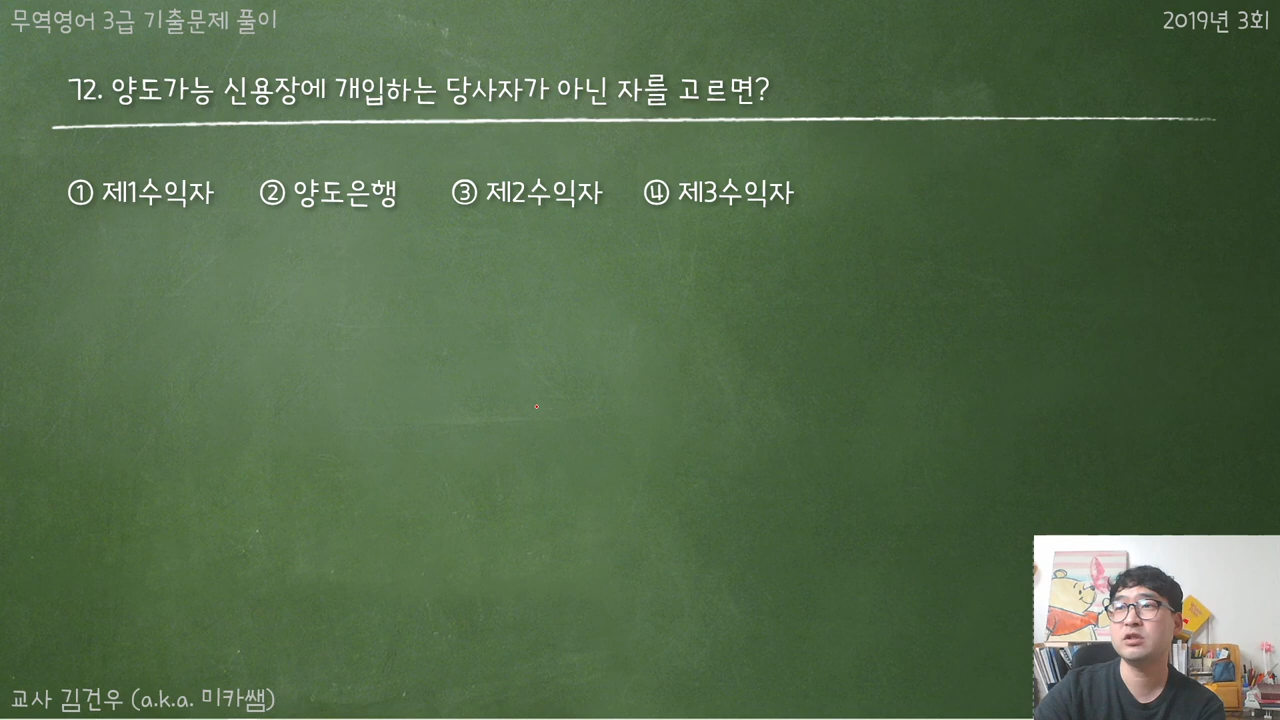 무역영어 3급 기출문제 풀이
2019년 3회
72. 양도가능 신용장에 개입하는 당사자가 아닌 자를 고르면?
① 제1수익자 ② 양도은행 ③ 제2수익자 ④ 제3수익자
교사 김건우 (a.k.a. 미카쌤)